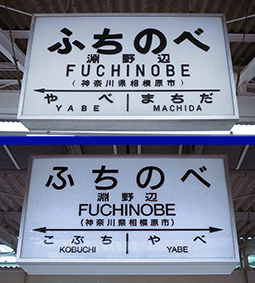 ふちのべ
淵野辺
FUCHINOBE
(神奈川県相模原市)
やべ まちだ
YABE MACHIDA
ふちのべ
淵野辺
FUCHINOBE
(神奈川県相模原市)
こぶち やべ
KOBUCHI YABE